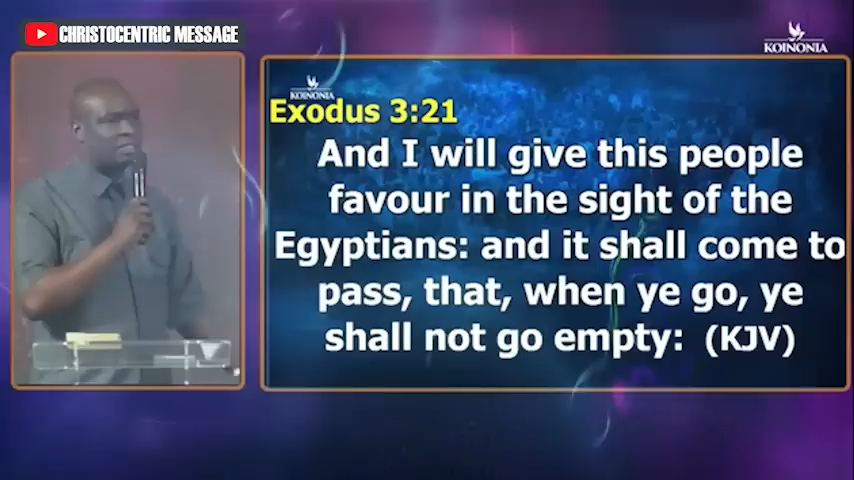 CHRISTOCENTRIC MESSAGE
KOINONIA
KOINONIA
Exodus 3:21
And I will give this people
favour in the sight of the
Egyptians: and it shall come to
pass, that, when ye go, ye
shall not go empty: (KJV)